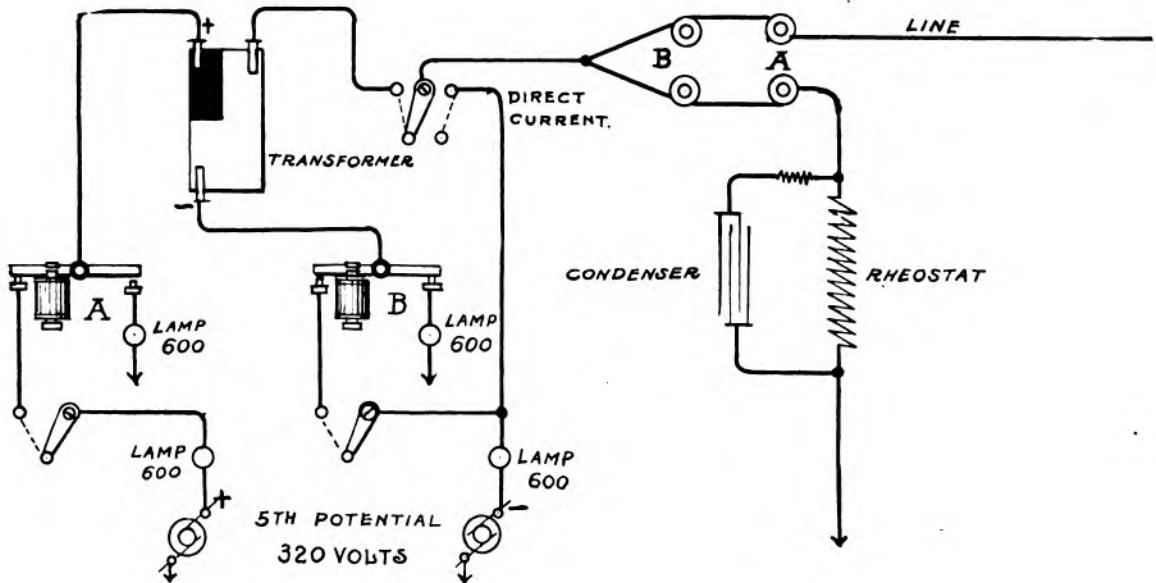 +
LINE
B
A
DIRECT
CURRENT.
TRANSFORMER
−
CONDENSER
RHEOSTAT
A
B
LAMP
600
LAMP
600
LAMP
600
LAMP
600
+
−
5TH POTENTIAL
320 VOLTS